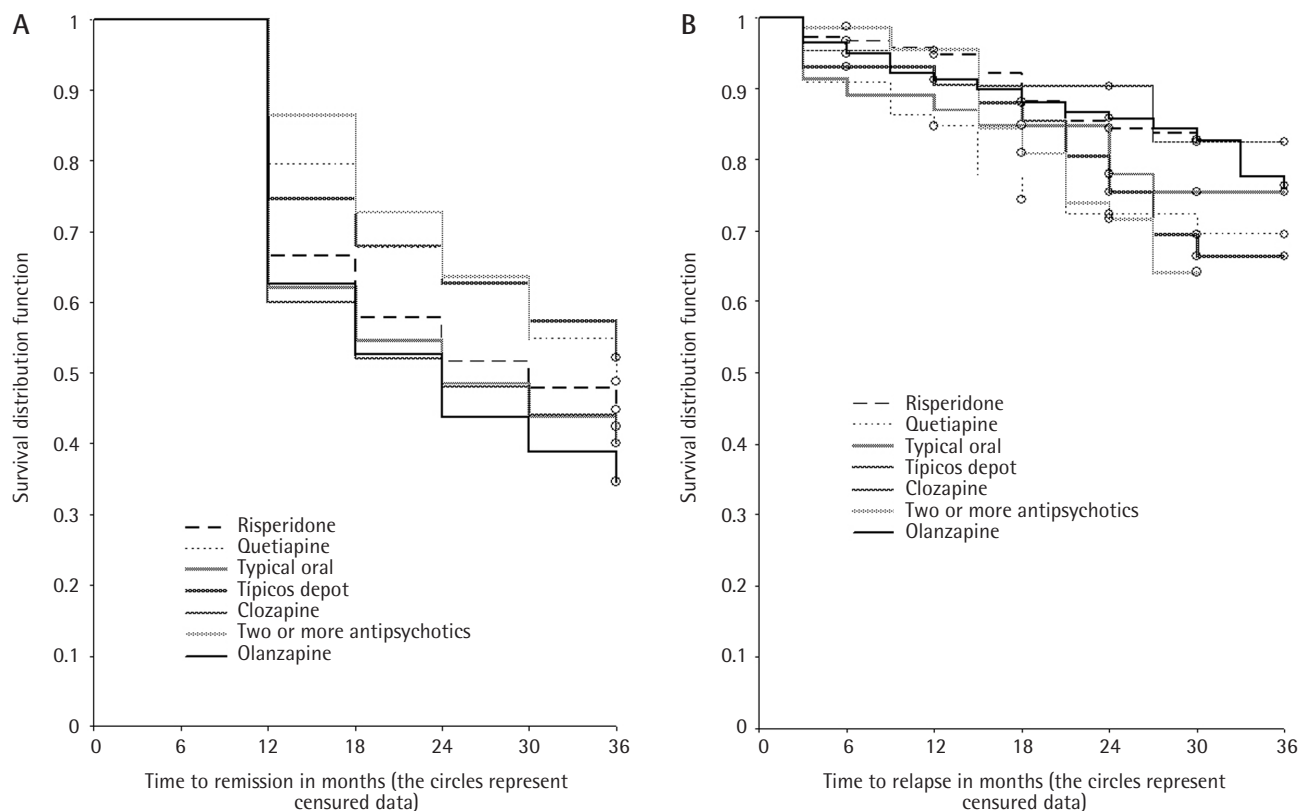 A
Survival distribution function
1
0.9
0.8
0.7
0.6
0.5
0.4
0.3
0.2
0.1
0
Risperidone
Quetiapine
Typical oral
Típicos depot
Clozapine
Two or more antipsychotics
Olanzapine
0 6 12 18 24 30 36
Time to remission in months (the circles represent
censured data)
B
Survival distribution function
1
0.9
0.8
0.7
0.6
0.5
0.4
0.3
0.2
0.1
0
Risperidone
Quetiapine
Typical oral
Típicos depot
Clozapine
Two or more antipsychotics
Olanzapine
0 6 12 18 24 30 36
Time to relapse in months (the circles represent
censured data)